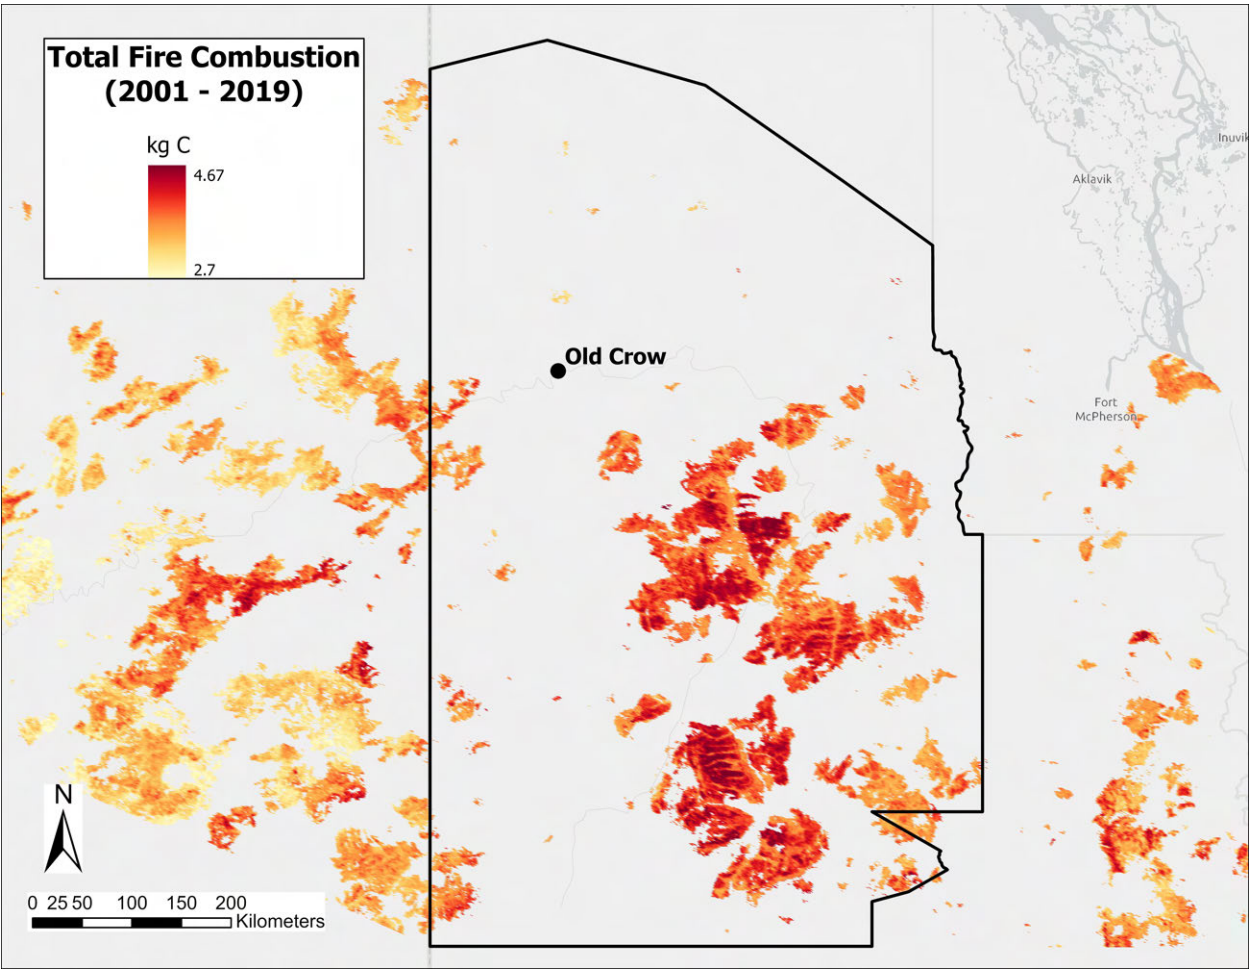 Total Fire Combustion
(2001 - 2019)
kg C
4.67
2.7
Inuvik
Aklavik
Old Crow
Fort
McPherson
N
0 25 50 100 150 200
Kilometers